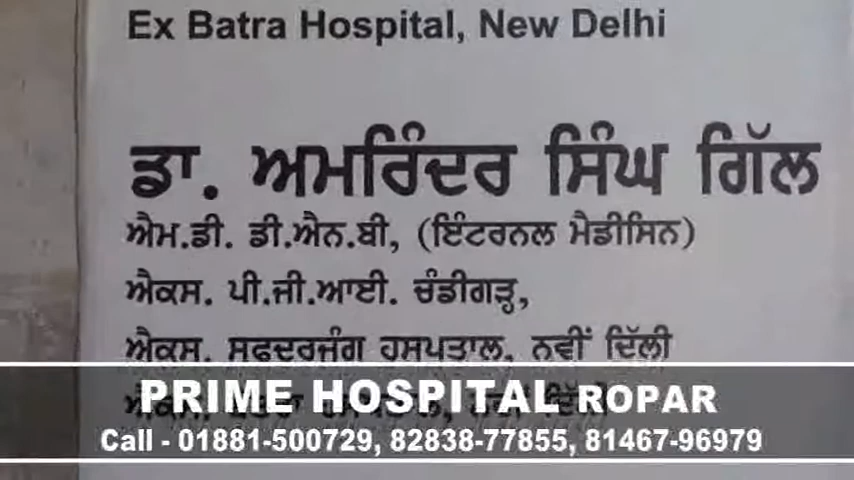 Ex Batra Hospital, New Delhi
ਡਾ. ਅਮਰਿੰਦਰ ਸਿੰਘ ਗਿੱਲ
ਐਮ.ਡੀ. ਡੀ.ਐਨ.ਬੀ, (ਇੰਟਰਨਲ ਮੈਡੀਸਿਨ)
ਐਕਸ. ਪੀ.ਜੀ.ਆਈ. ਚੰਡੀਗੜ੍ਹ,
ਐਕਸ. ਸਫਦਰਜੰਗ ਹਸਪਤਾਲ, ਨਵੀਂ ਦਿੱਲੀ
PRIME HOSPITAL ROPAR
Call - 01881-500729, 82838-77855, 81467-96979